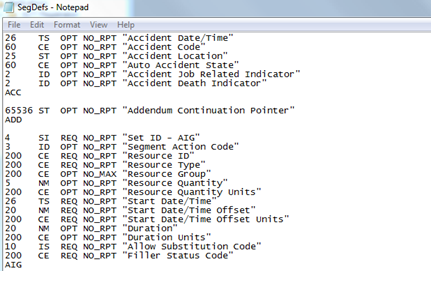 SegDefs - Notepad
File Edit Format View Help
26 TS OPT NO_RPT "Accident Date/Time"
60 CE OPT NO_RPT "Accident Code"
25 ST OPT NO_RPT "Accident Location"
60 CE OPT NO_RPT "Auto Accident State"
2 ID OPT NO_RPT "Accident Job Related Indicator"
2 ID OPT NO_RPT "Accident Death Indicator"
ACC
65536 ST OPT NO_RPT "Addendum Continuation Pointer"
ADD
4 SI REQ NO_RPT "Set ID - AIG"
3 ID OPT NO_RPT "Segment Action Code"
200 CE REQ NO_RPT "Resource ID"
200 CE REQ NO_RPT "Resource Type"
200 CE OPT NO_MAX "Resource Group"
5 NM OPT NO_RPT "Resource Quantity"
200 CE OPT NO_RPT "Resource Quantity Units"
26 TS REQ NO_RPT "Start Date/Time"
20 NM REQ NO_RPT "Start Date/Time Offset"
200 CE REQ NO_RPT "Start Date/Time Offset Units"
20 NM OPT NO_RPT "Duration"
200 CE OPT NO_RPT "Duration Units"
10 IS REQ NO_RPT "Allow Substitution Code"
200 CE REQ NO_RPT "Filler Status Code"
AIG